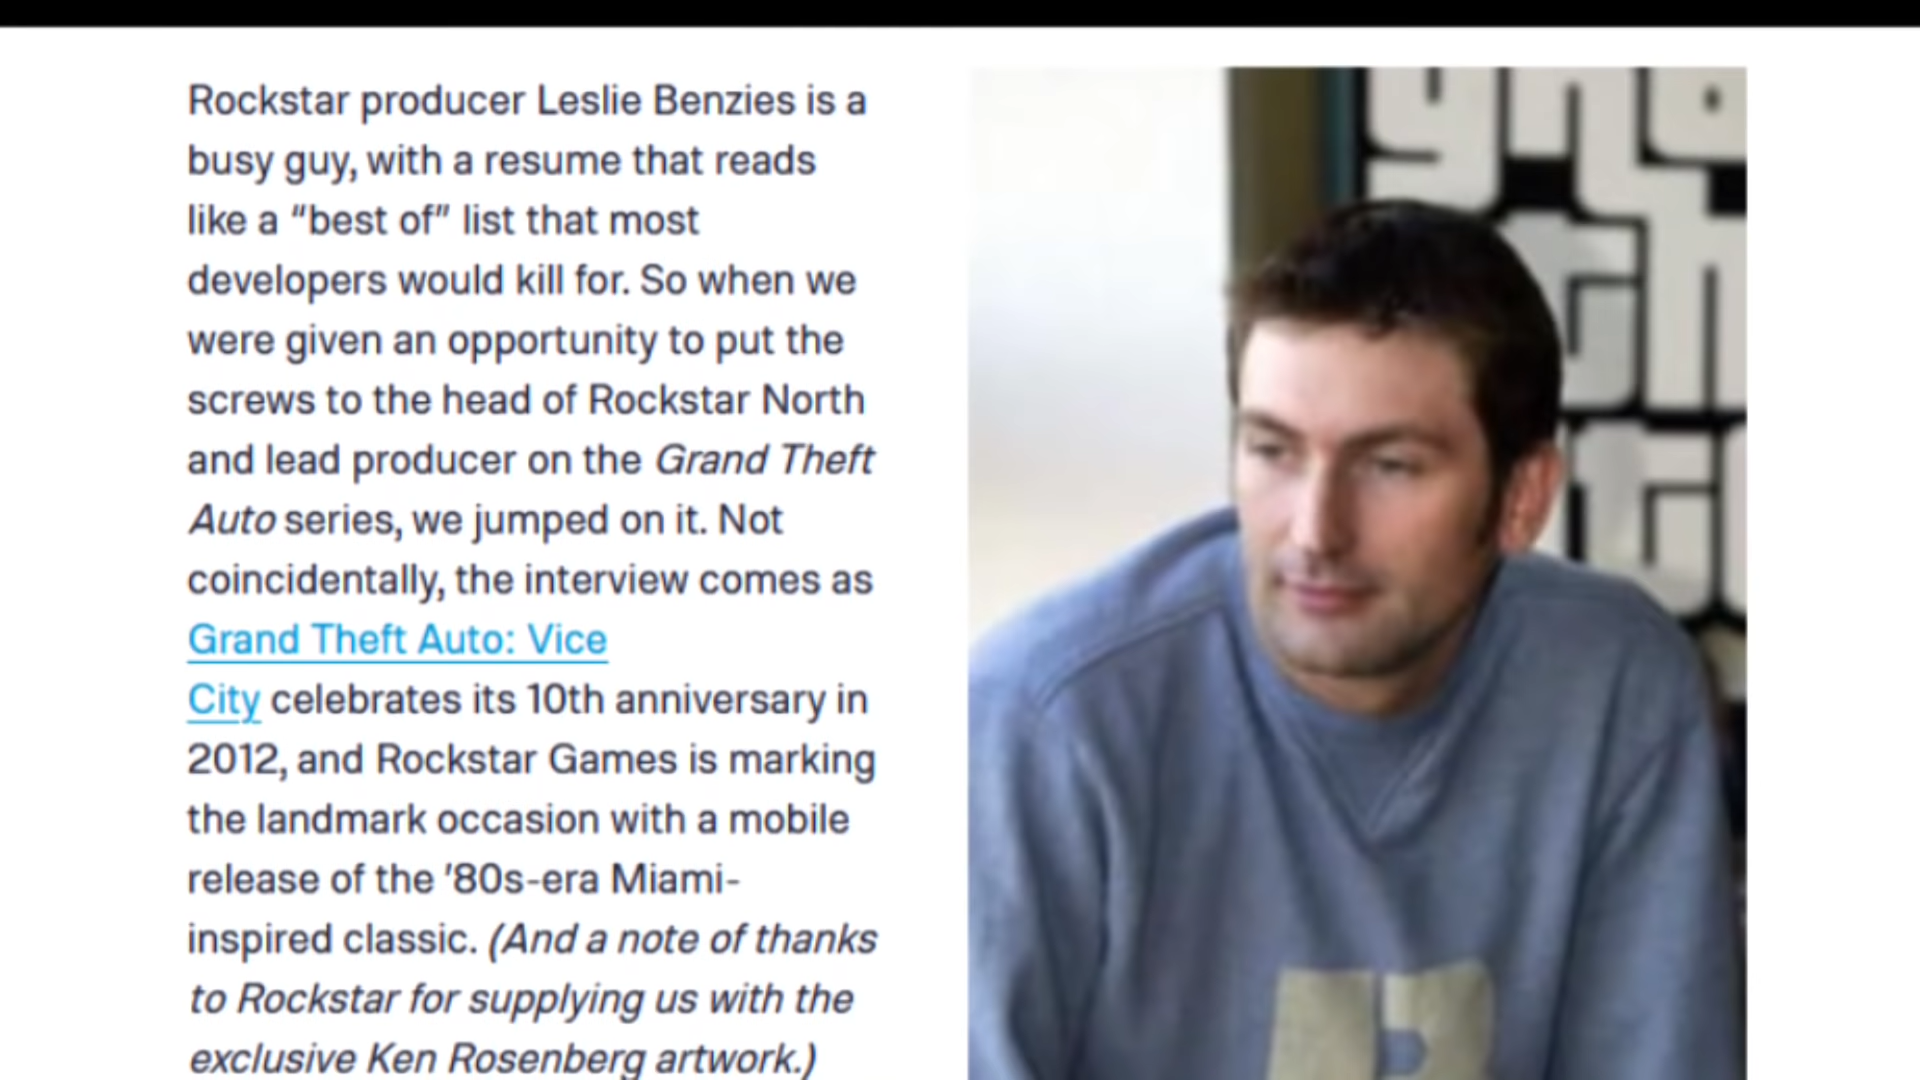 Rockstar producer Leslie Benzies is a
busy guy, with a resume that reads
like a “best of” list that most
developers would kill for. So when we
were given an opportunity to put the
screws to the head of Rockstar North
and lead producer on the Grand Theft
Auto series, we jumped on it. Not
coincidentally, the interview comes as
Grand Theft Auto: Vice
City celebrates its 10th anniversary in
2012, and Rockstar Games is marking
the landmark occasion with a mobile
release of the ’80s-era Miami-
inspired classic. (And a note of thanks
to Rockstar for supplying us with the
exclusive Ken Rosenberg artwork.)